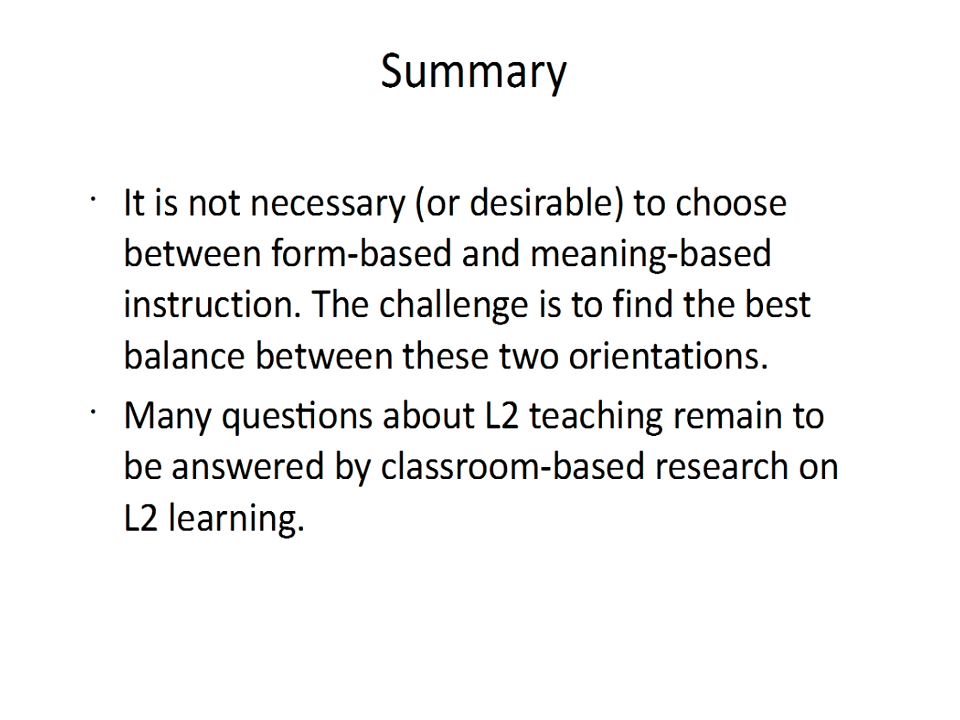 Summary
· It is not necessary (or desirable) to choose
between form-based and meaning-based
instruction. The challenge is to find the best
balance between these two orientations.
· Many questions about L2 teaching remain to
be answered by classroom-based research on
L2 learning.